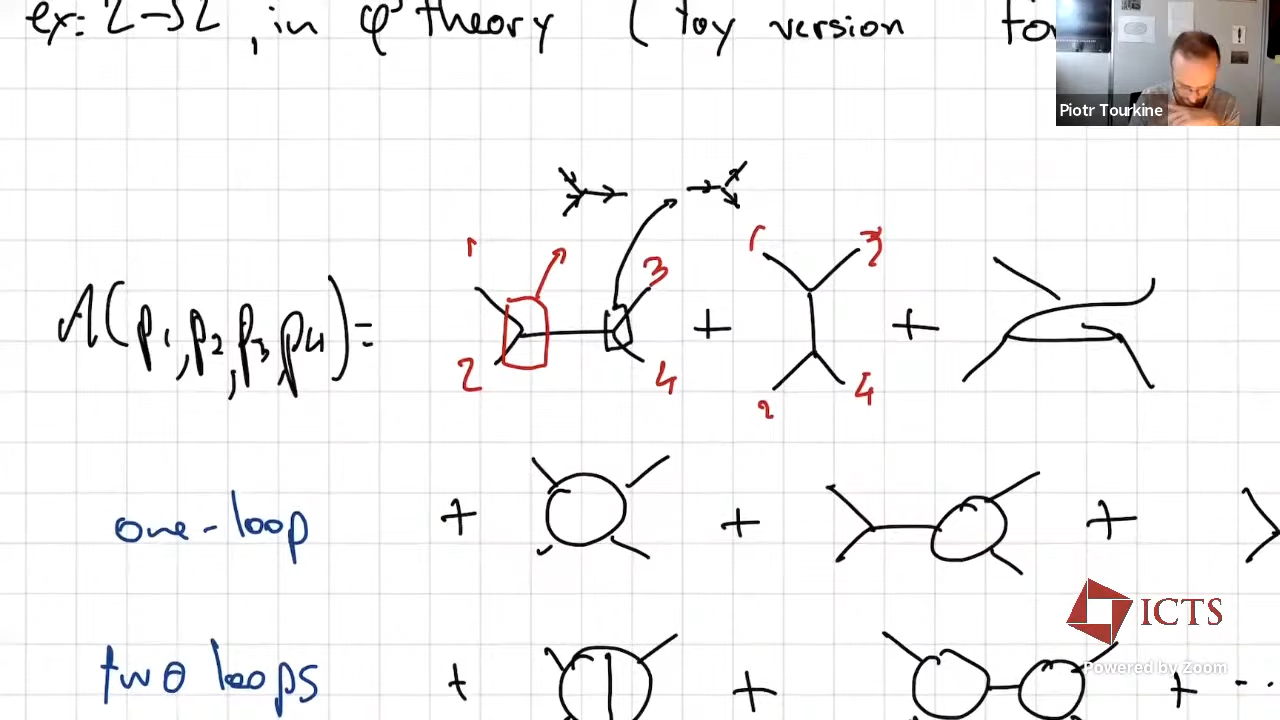 ex: 2→2, in φ³ theory ( toy version
Piotr Tourkine
1 3 1 3
A(p1, p2, p3, p4) = + +
2 4 2 4
one-loop + + +
ICTS
two loops + + + ..
Powered by Zoom